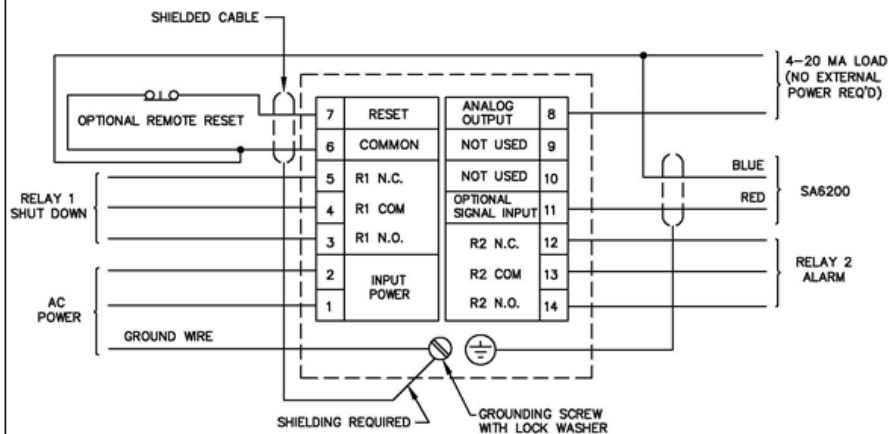 SHIELDED CABLE
4-20 MA LOAD
(NO EXTERNAL
POWER REQ'D)
OPTIONAL REMOTE RESET
7 RESET
6 COMMON
5 R1 N.C.
4 R1 COM
3 R1 N.O.
2 INPUT
POWER
1
ANALOG
OUTPUT 8
NOT USED 9
NOT USED 10
OPTIONAL
SIGNAL INPUT 11
R2 N.C. 12
R2 COM 13
R2 N.O. 14
BLUE
RED
SA6200
RELAY 1
SHUT DOWN
RELAY 2
ALARM
AC
POWER
GROUND WIRE
SHIELDING REQUIRED
GROUNDING SCREW
WITH LOCK WASHER